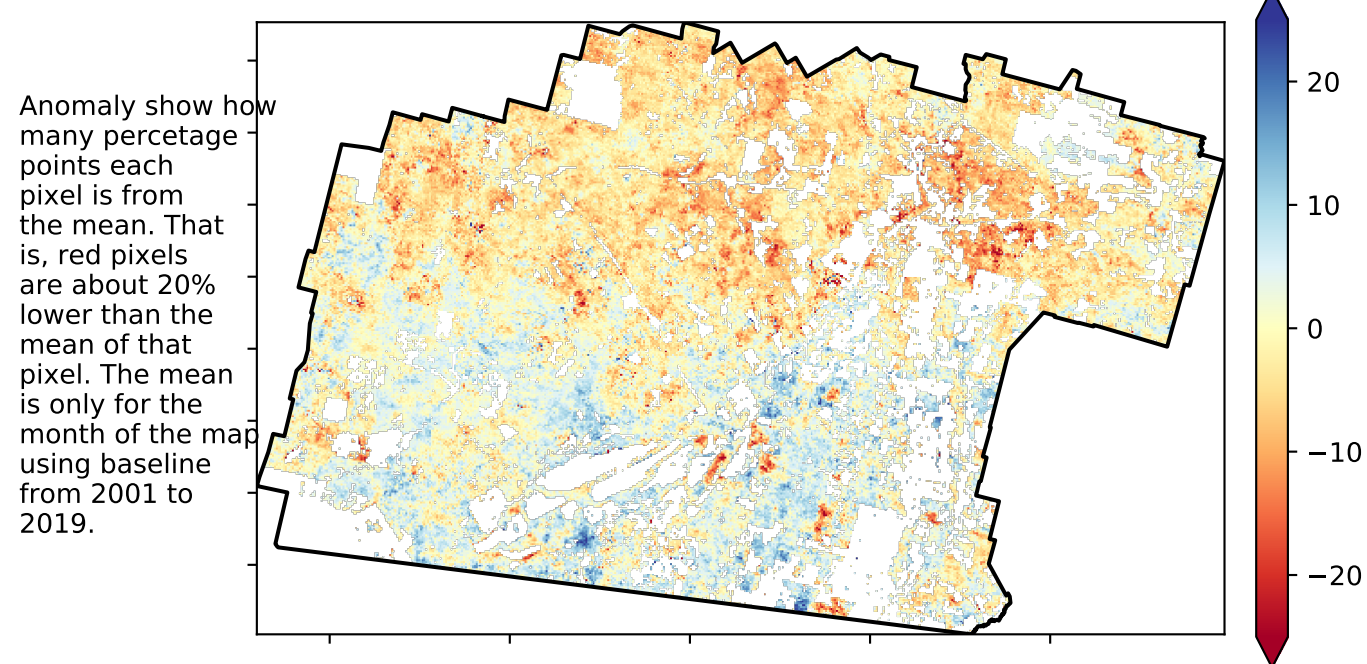 Anomaly show how
many percetage
points each
pixel is from
the mean. That
is, red pixels
are about 20%
lower than the
mean of that
pixel. The mean
is only for the
month of the map
using baseline
from 2001 to
2019.
20
10
0
−10
−20